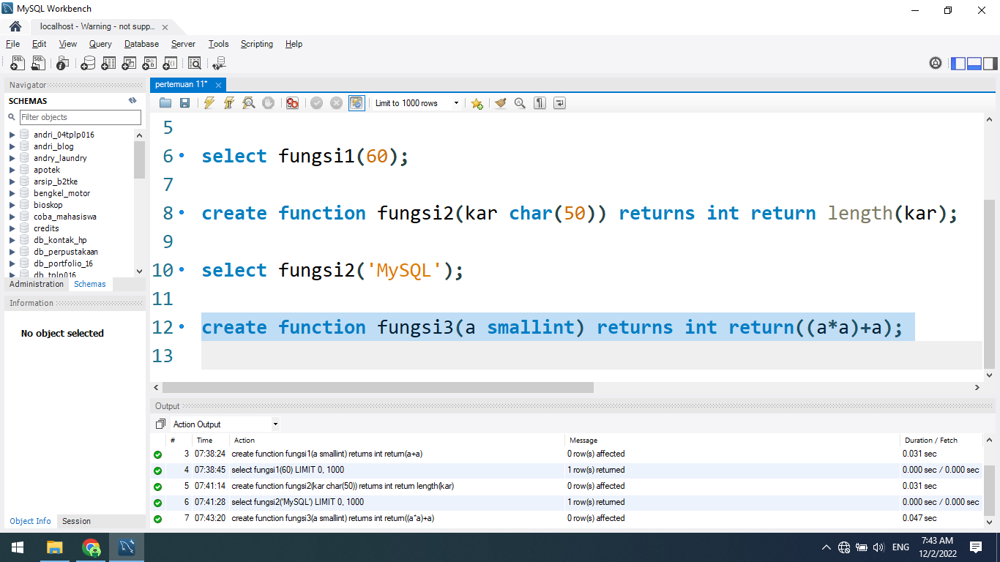 MySQL Workbench
localhost - Warning - not supp...
File Edit View Query Database Server Tools Scripting Help
Navigator
SCHEMAS
Filter objects
andri_04tplp016
andri_blog
andry_laundry
apotek
arsip_b2tke
bengkel_motor
bioskop
coba_mahasiswa
credits
db_kontak_hp
db_perpustakaan
db_portfolio_16
db_tplp016
Administration Schemas
Information
No object selected
Object Info Session
pertemuan 11*
Limit to 1000 rows
5
6 select fungsi1(60);
7
8 create function fungsi2(kar char(50)) returns int return length(kar);
9
10 select fungsi2('MySQL');
11
12 create function fungsi3(a smallint) returns int return((a*a)+a);
13
Output
Action Output
# Time Action Message Duration / Fetch
3 07:38:24 create function fungsi1(a smallint) returns int return(a+a) 0 row(s) affected 0.031 sec
4 07:38:45 select fungsi1(60) LIMIT 0, 1000 1 row(s) returned 0.000 sec / 0.000 sec
5 07:41:14 create function fungsi2(kar char(50)) returns int return length(kar) 0 row(s) affected 0.031 sec
6 07:41:28 select fungsi2('MySQL') LIMIT 0, 1000 1 row(s) returned 0.000 sec / 0.000 sec
7 07:43:20 create function fungsi3(a smallint) returns int return((a*a)+a) 0 row(s) affected 0.047 sec
ENG
7:43 AM
12/2/2022